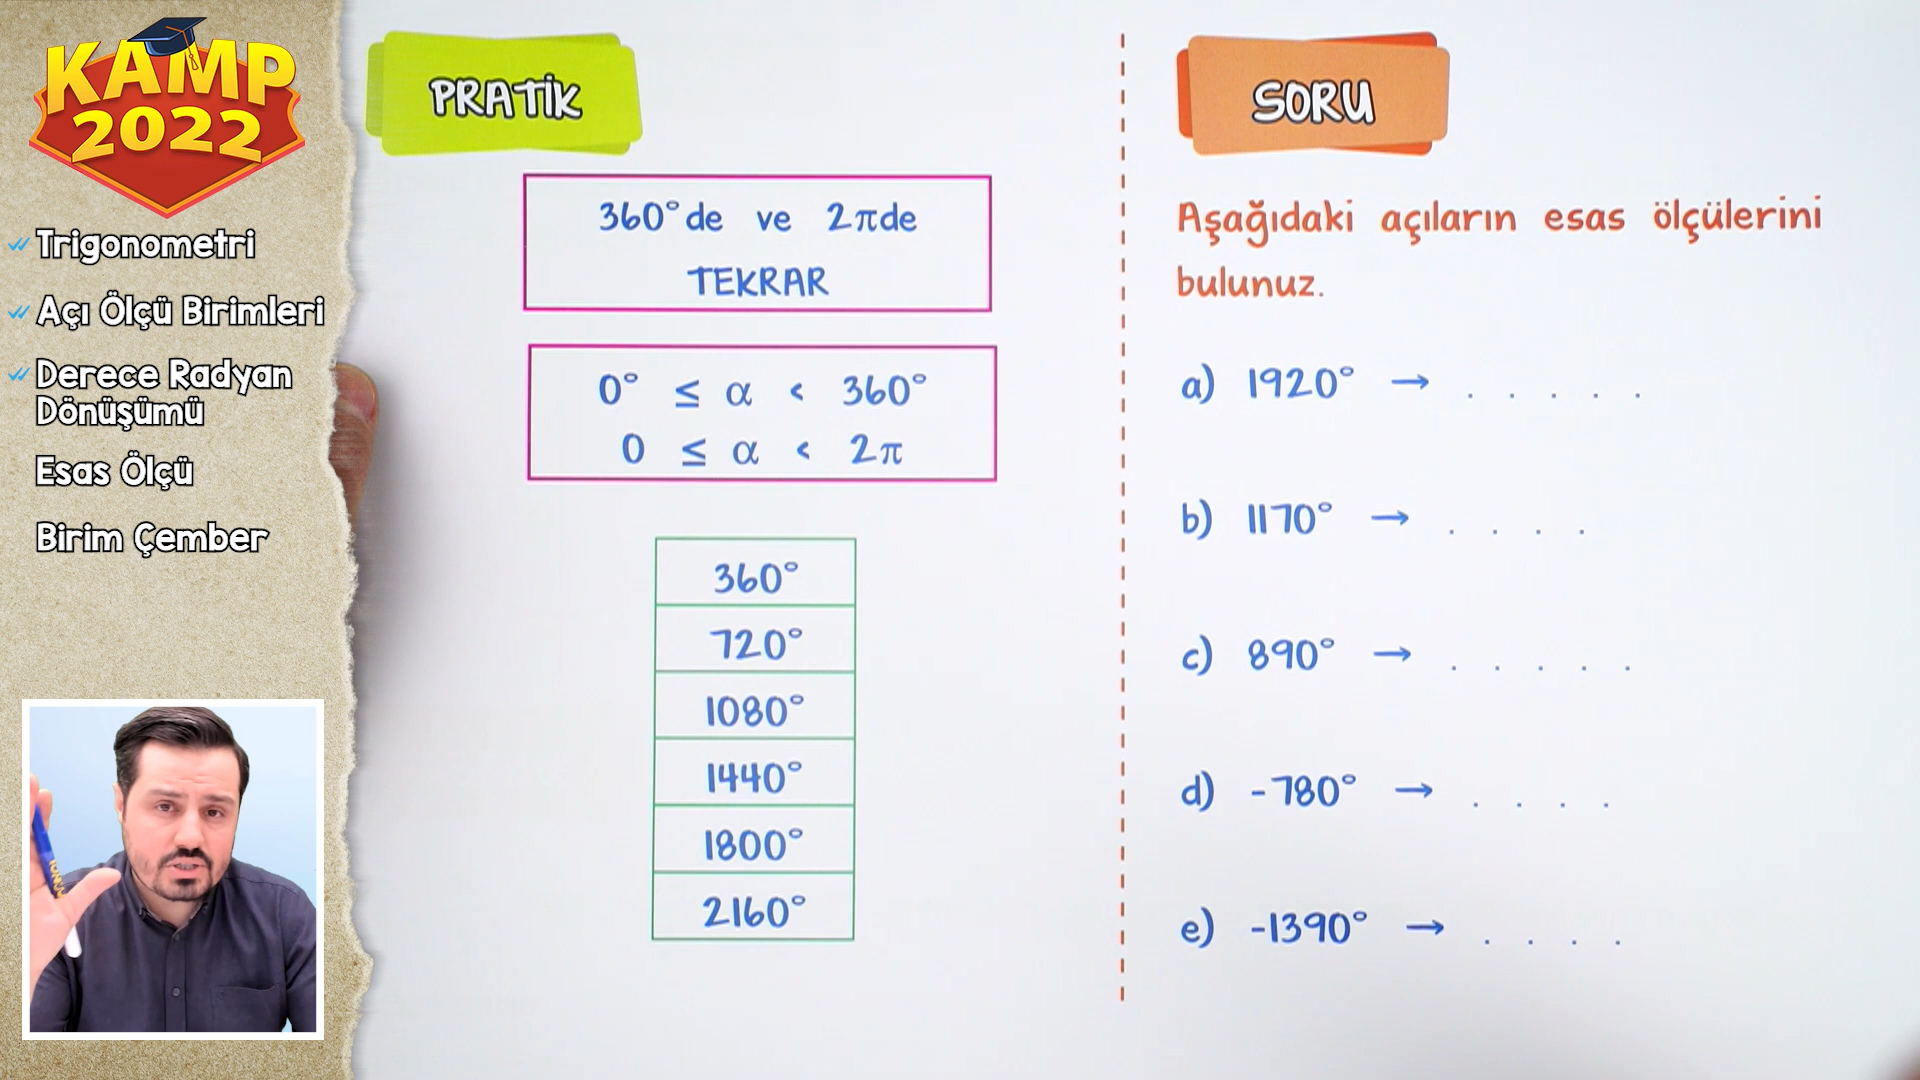 KAMP
2022
Trigonometri
Açı Ölçü Birimleri
Derece Radyan
Dönüşümü
Esas Ölçü
Birim Çember
PRATİK
360° de ve 2π de
TEKRAR
0° ≤ α < 360°
0 ≤ α < 2π
360°
720°
1080°
1440°
1800°
2160°
SORU
Aşağıdaki açıların esas ölçülerini
bulunuz.
a) 1920° → . . . . .
b) 1170° → . . . .
c) 890° → . . . . .
d) -780° → . . . .
e) -1390° → . . . .